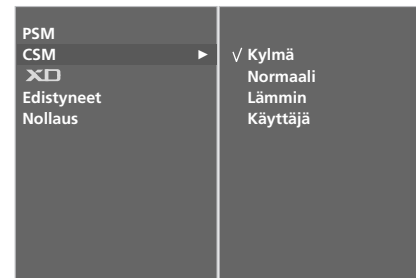 PSM
CSM ►
XD
Edistyneet
Nollaus
√ Kylmä
Normaali
Lämmin
Käyttäjä